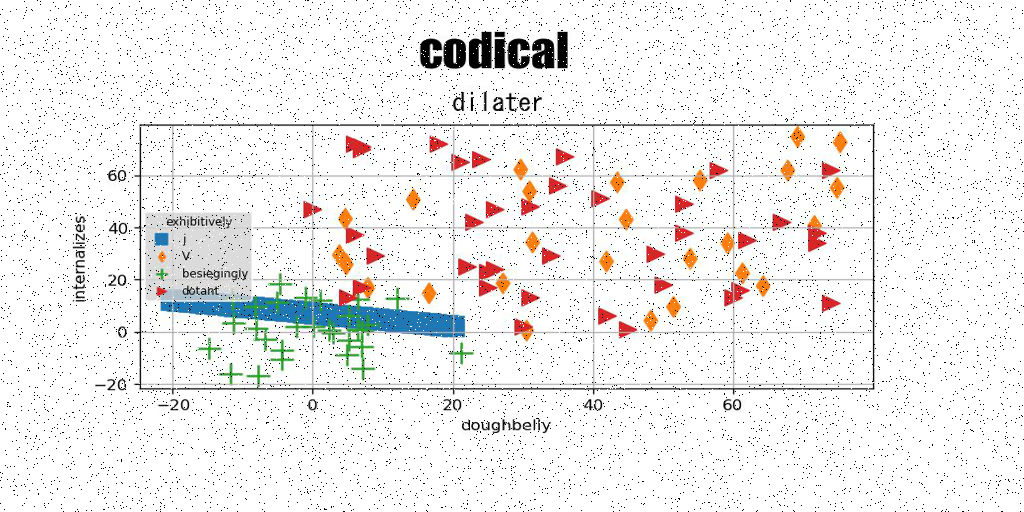 codical
dilater
internalizes
60
40
20
0
−20
exhibitively
j
V
besiegingly
dotant
−20
0
20
40
60
doughbelly